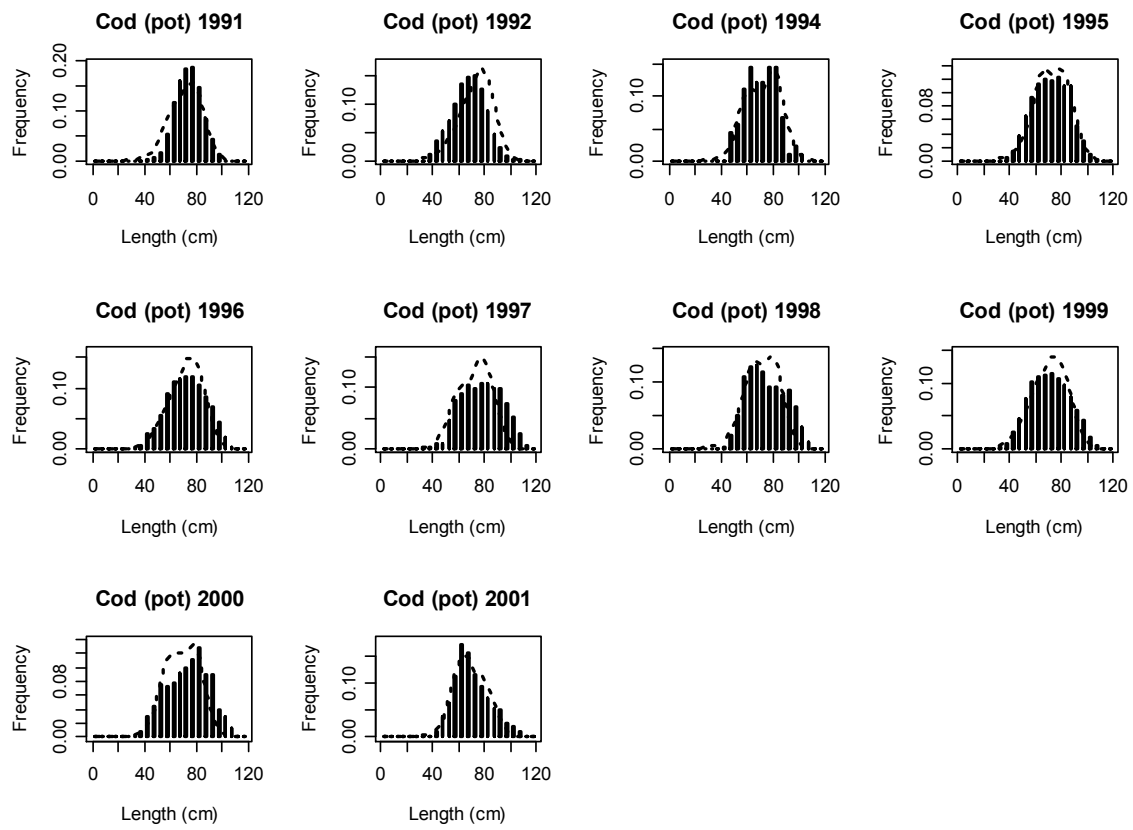 Cod (pot) 1991
Frequency
0.00 0.10 0.20
0 40 80 120
Length (cm)
Cod (pot) 1992
Frequency
0.00 0.10
0 40 80 120
Length (cm)
Cod (pot) 1994
Frequency
0.00 0.10
0 40 80 120
Length (cm)
Cod (pot) 1995
Frequency
0.00 0.08
0 40 80 120
Length (cm)
Cod (pot) 1996
Frequency
0.00 0.10
0 40 80 120
Length (cm)
Cod (pot) 1997
Frequency
0.00 0.10
0 40 80 120
Length (cm)
Cod (pot) 1998
Frequency
0.00 0.10
0 40 80 120
Length (cm)
Cod (pot) 1999
Frequency
0.00 0.10
0 40 80 120
Length (cm)
Cod (pot) 2000
Frequency
0.00 0.08
0 40 80 120
Length (cm)
Cod (pot) 2001
Frequency
0.00 0.10
0 40 80 120
Length (cm)